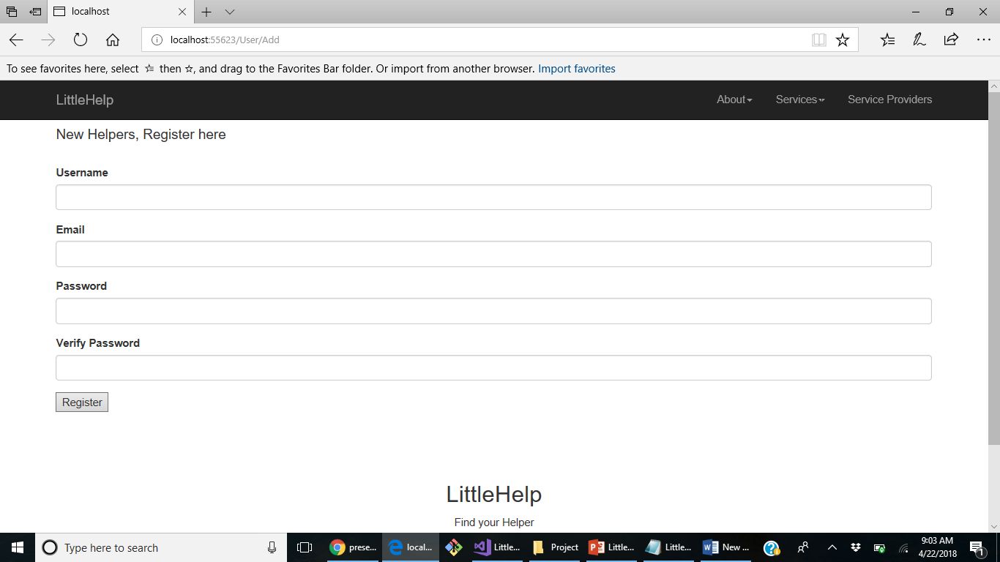 localhost
localhost:55623/User/Add
To see favorites here, select then , and drag to the Favorites Bar folder. Or import from another browser. Import favorites
LittleHelp About Services Service Providers
New Helpers, Register here
Username
Email
Password
Verify Password
Register
LittleHelp
Find your Helper
Type here to search prese... local... Little... Project Little... Little... New ... 9:03 AM
4/22/2018 1